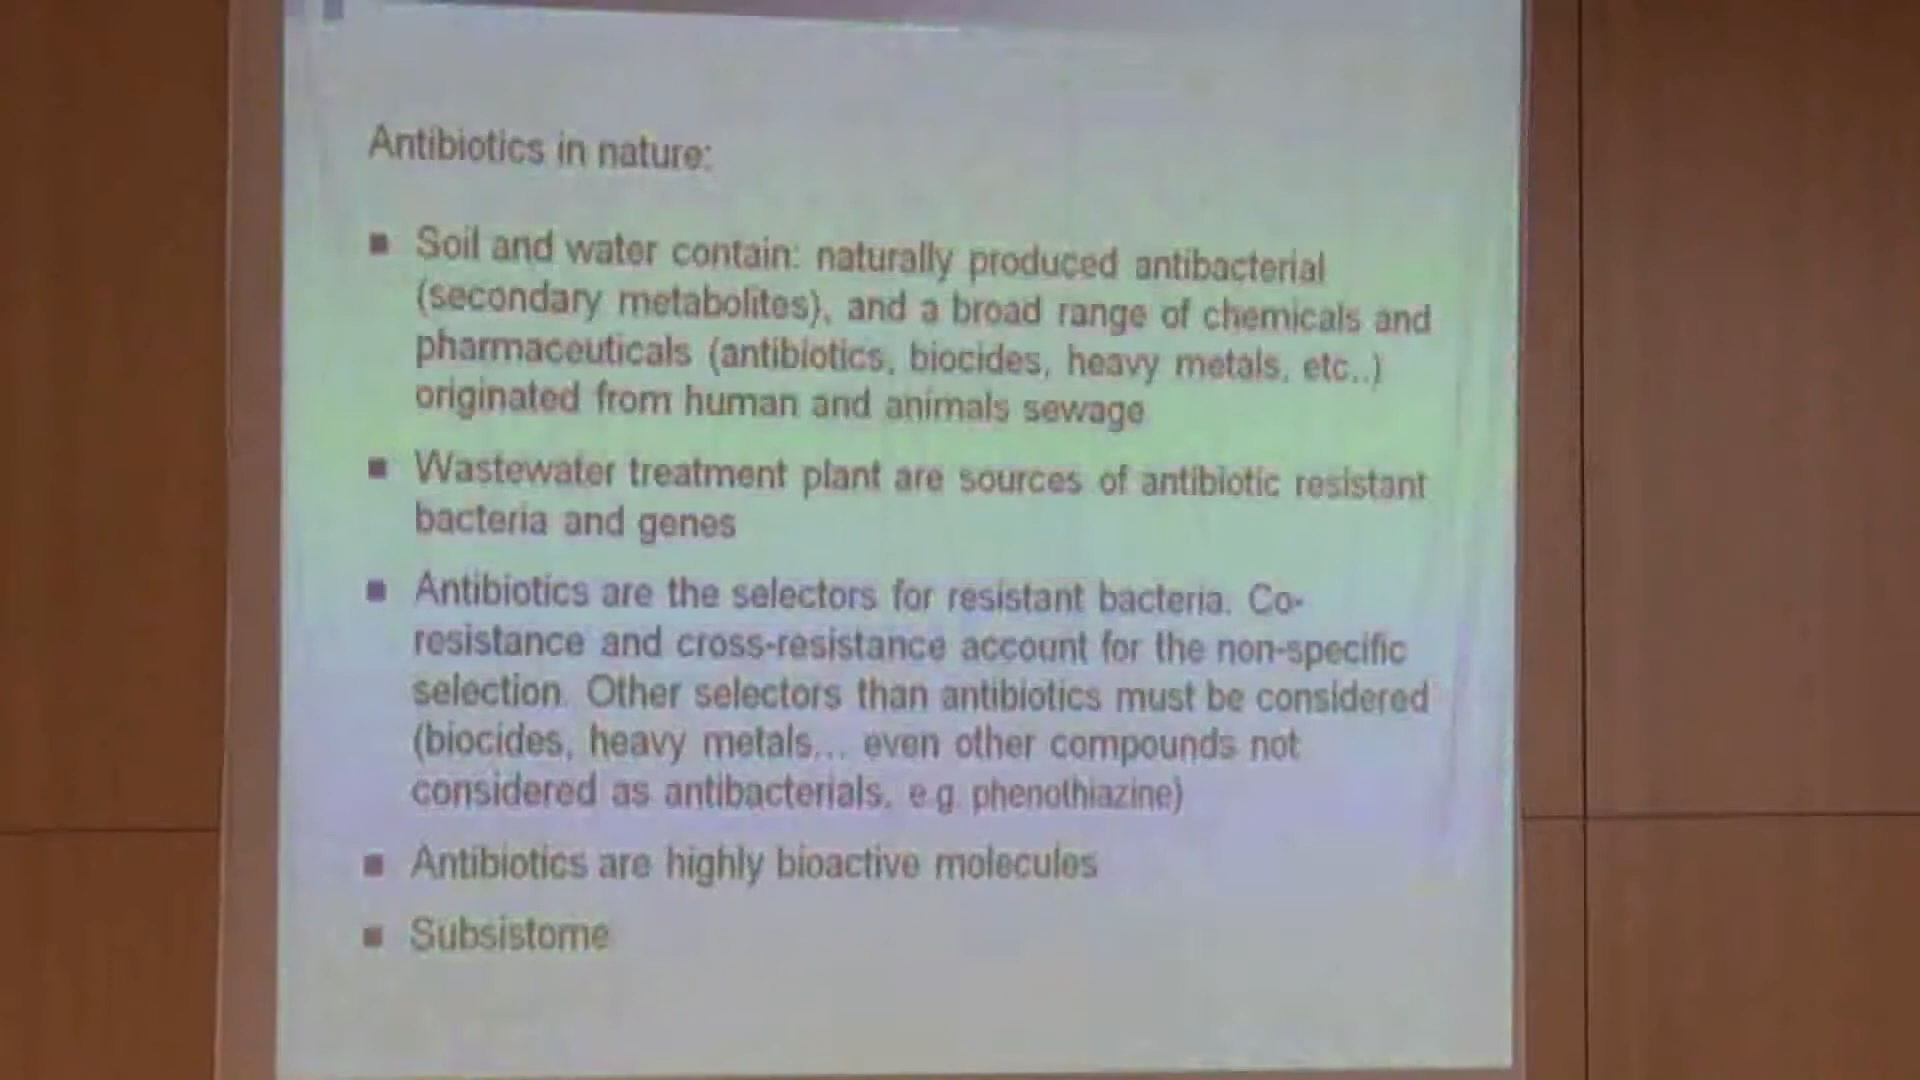 Antibiotics in nature:
■ Soil and water contain: naturally produced antibacterial
(secondary metabolites), and a broad range of chemicals and
pharmaceuticals (antibiotics, biocides, heavy metals, etc..)
originated from human and animals sewage
■ Wastewater treatment plant are sources of antibiotic resistant
bacteria and genes
■ Antibiotics are the selectors for resistant bacteria. Co-
resistance and cross-resistance account for the non-specific
selection. Other selectors than antibiotics must be considered
(biocides, heavy metals... even other compounds not
considered as antibacterials, e.g. phenothiazine)
■ Antibiotics are highly bioactive molecules
■ Subsistome